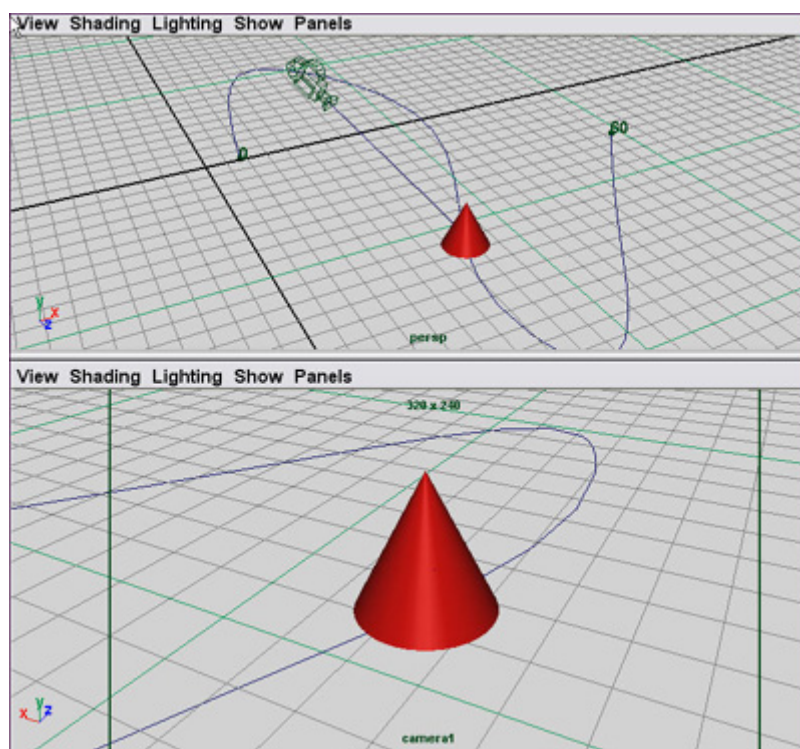 View Shading Lighting Show Panels
0
60
y
x
z
persp
View Shading Lighting Show Panels
320 x 240
y
x z
camera1